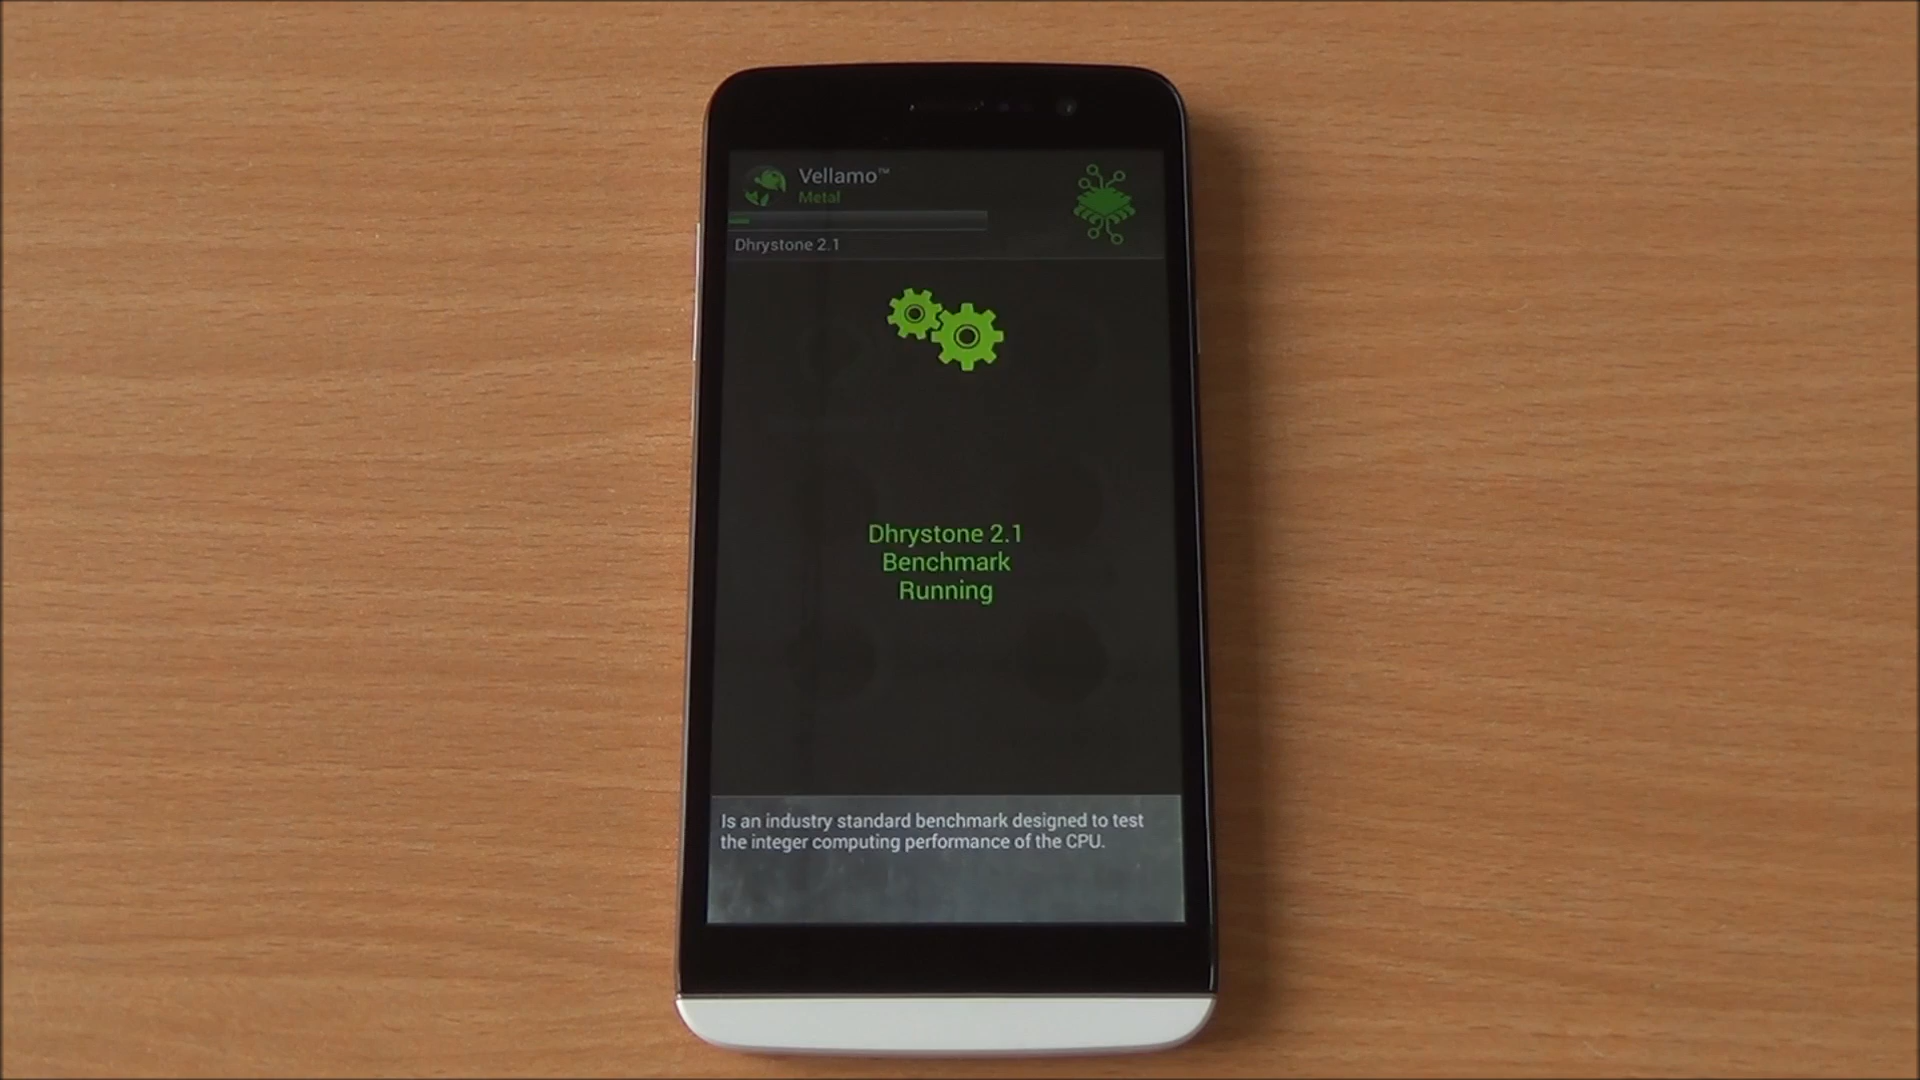 Vellamo™
Metal
Dhrystone 2.1
Dhrystone 2.1
Benchmark
Running
Is an industry standard benchmark designed to test
the integer computing performance of the CPU.